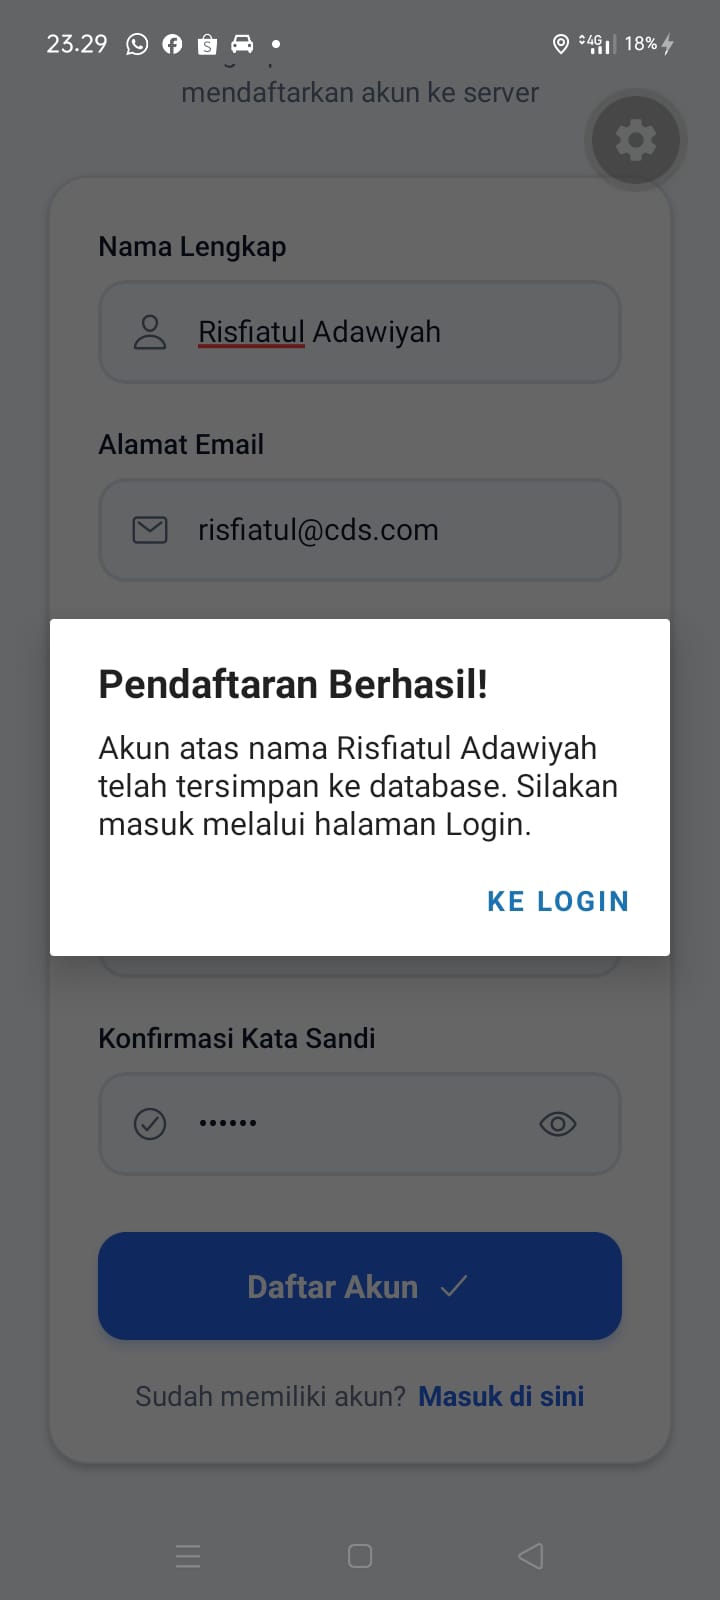 23.29
4G
18%
mendaftarkan akun ke server
Nama Lengkap
Risfiatul Adawiyah
Alamat Email
risfiatul@cds.com
Pendaftaran Berhasil!
Akun atas nama Risfiatul Adawiyah
telah tersimpan ke database. Silakan
masuk melalui halaman Login.
KE LOGIN
Konfirmasi Kata Sandi
••••••
Daftar Akun
Sudah memiliki akun? Masuk di sini